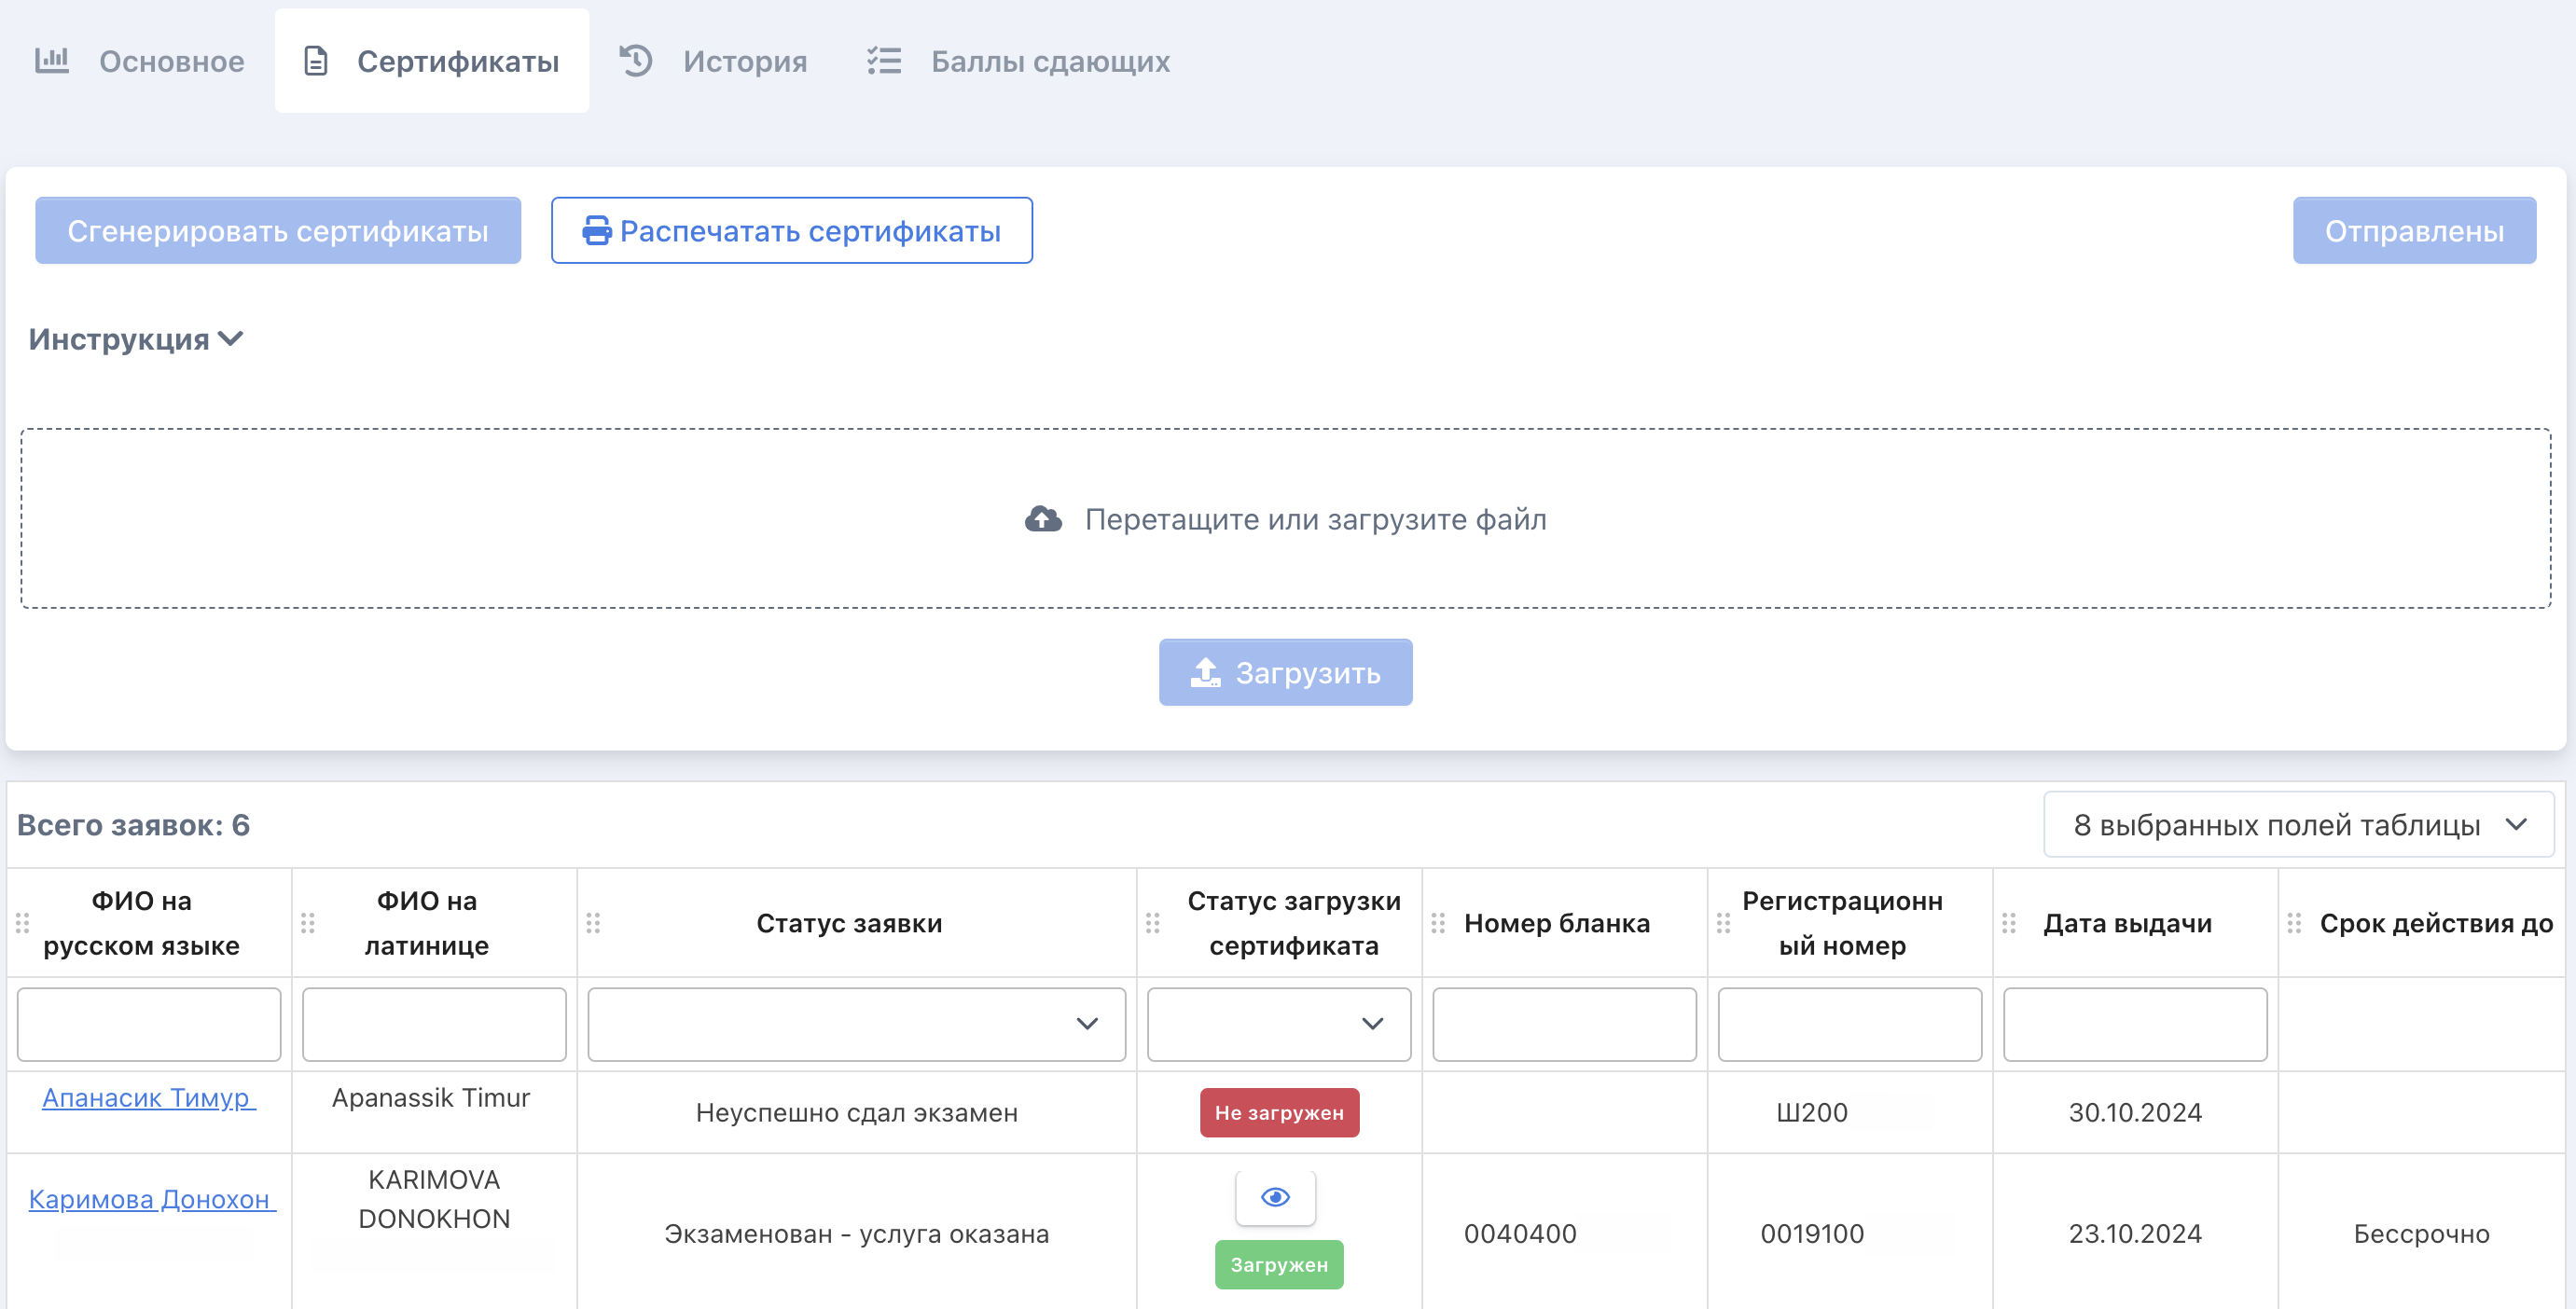 Основное
Сертификаты
История
Баллы сдающих
Сгенерировать сертификаты
Распечатать сертификаты
Отправлены
Инструкция
Перетащите или загрузите файл
Загрузить
Всего заявок: 6
8 выбранных полей таблицы
ФИО на
русском языке
ФИО на
латинице
Статус заявки
Статус загрузки
сертификата
Номер бланка
Регистрационн
ый номер
Дата выдачи
Срок действия до
Апанасик Тимур
Apanassik Timur
Неуспешно сдал экзамен
Не загружен
Ш200
30.10.2024
Каримова Донохон
KARIMOVA
DONOKHON
Экзаменован - услуга оказана
Загружен
0040400
0019100
23.10.2024
Бессрочно